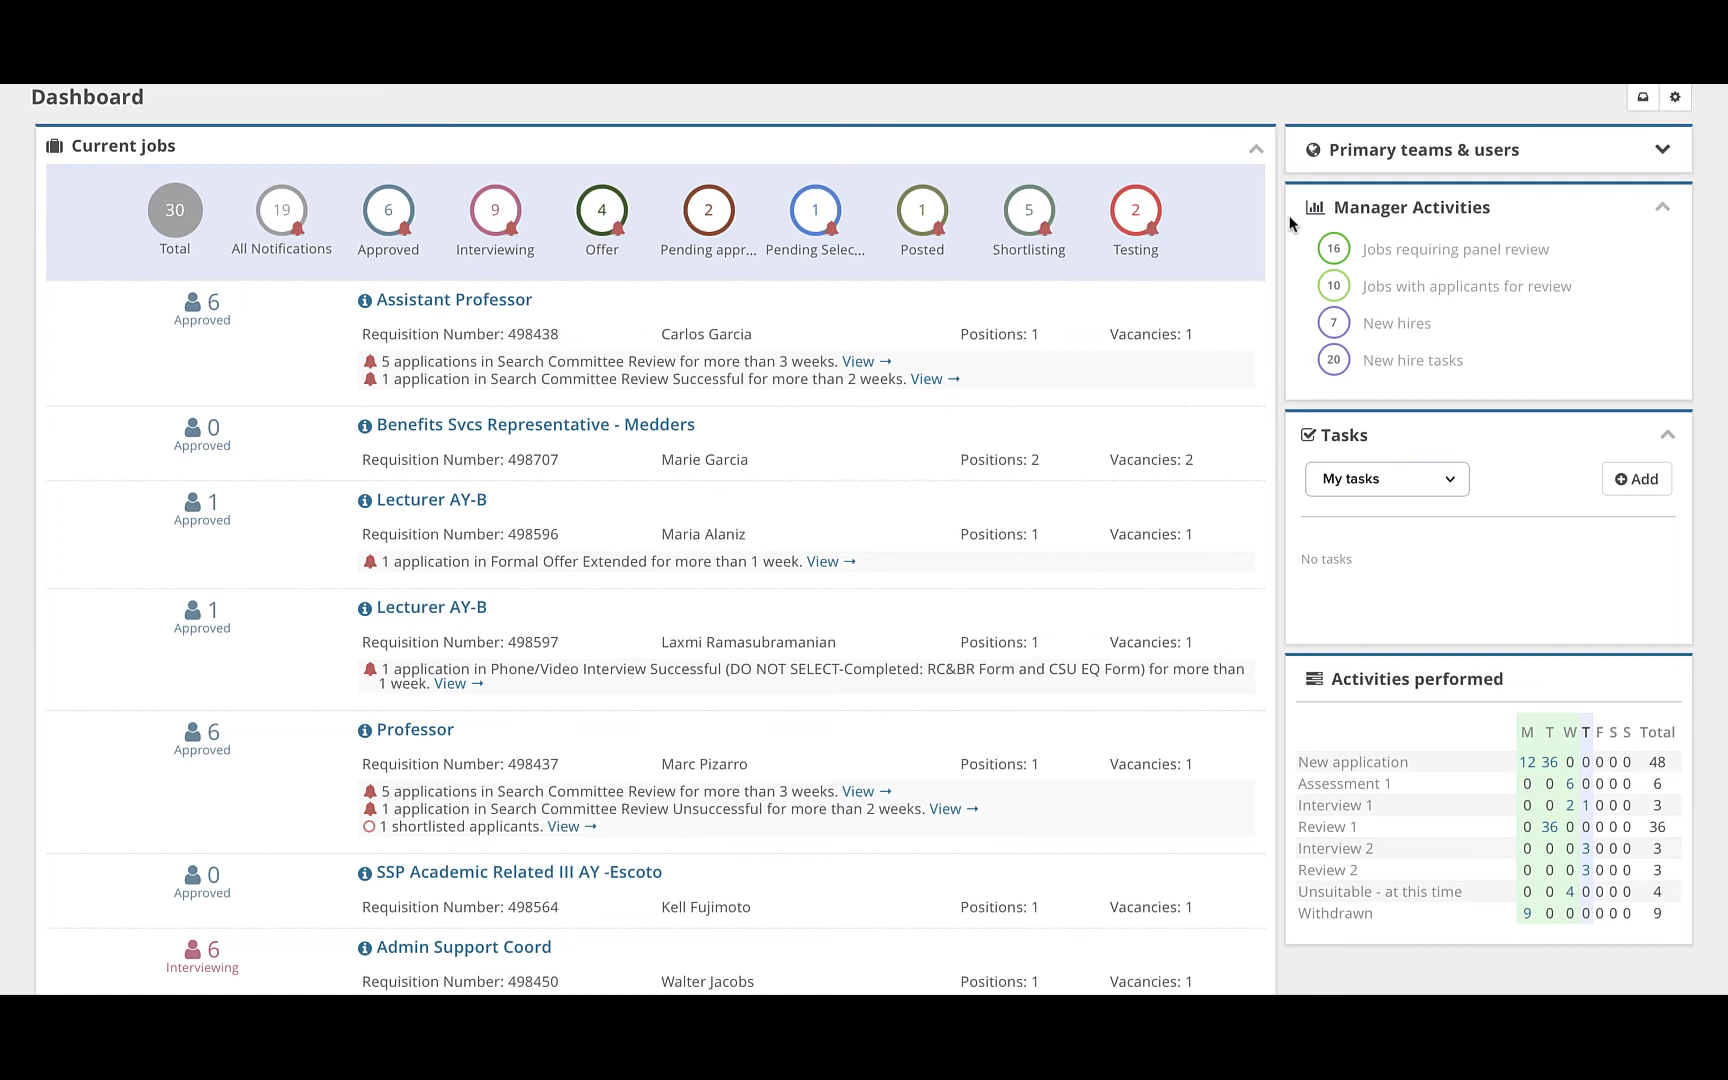 Dashboard
Current jobs
30
Total
19
All Notifications
6
Approved
9
Interviewing
4
Offer
2
Pending appr...
1
Pending Selec...
1
Posted
5
Shortlisting
2
Testing
6
Approved
Assistant Professor
Requisition Number: 498438 Carlos Garcia Positions: 1 Vacancies: 1
5 applications in Search Committee Review for more than 3 weeks. View →
1 application in Search Committee Review Successful for more than 2 weeks. View →
0
Approved
Benefits Svcs Representative - Medders
Requisition Number: 498707 Marie Garcia Positions: 2 Vacancies: 2
1
Approved
Lecturer AY-B
Requisition Number: 498596 Maria Alaniz Positions: 1 Vacancies: 1
1 application in Formal Offer Extended for more than 1 week. View →
1
Approved
Lecturer AY-B
Requisition Number: 498597 Laxmi Ramasubramanian Positions: 1 Vacancies: 1
1 application in Phone/Video Interview Successful (DO NOT SELECT-Completed: RC&BR Form and CSU EQ Form) for more than
1 week. View →
6
Approved
Professor
Requisition Number: 498437 Marc Pizarro Positions: 1 Vacancies: 1
5 applications in Search Committee Review for more than 3 weeks. View →
1 application in Search Committee Review Unsuccessful for more than 2 weeks. View →
1 shortlisted applicants. View →
0
Approved
SSP Academic Related III AY -Escoto
Requisition Number: 498564 Kell Fujimoto Positions: 1 Vacancies: 1
6
Interviewing
Admin Support Coord
Requisition Number: 498450 Walter Jacobs Positions: 1 Vacancies: 1
Primary teams & users
Manager Activities
16 Jobs requiring panel review
10 Jobs with applicants for review
7 New hires
20 New hire tasks
Tasks
My tasks
Add
No tasks
Activities performed
M T W T F S S Total
New application 12 36 0 0 0 0 0 48
Assessment 1 0 0 6 0 0 0 0 6
Interview 1 0 0 2 1 0 0 0 3
Review 1 0 36 0 0 0 0 0 36
Interview 2 0 0 0 3 0 0 0 3
Review 2 0 0 0 3 0 0 0 3
Unsuitable - at this time 0 0 4 0 0 0 0 4
Withdrawn 9 0 0 0 0 0 0 9